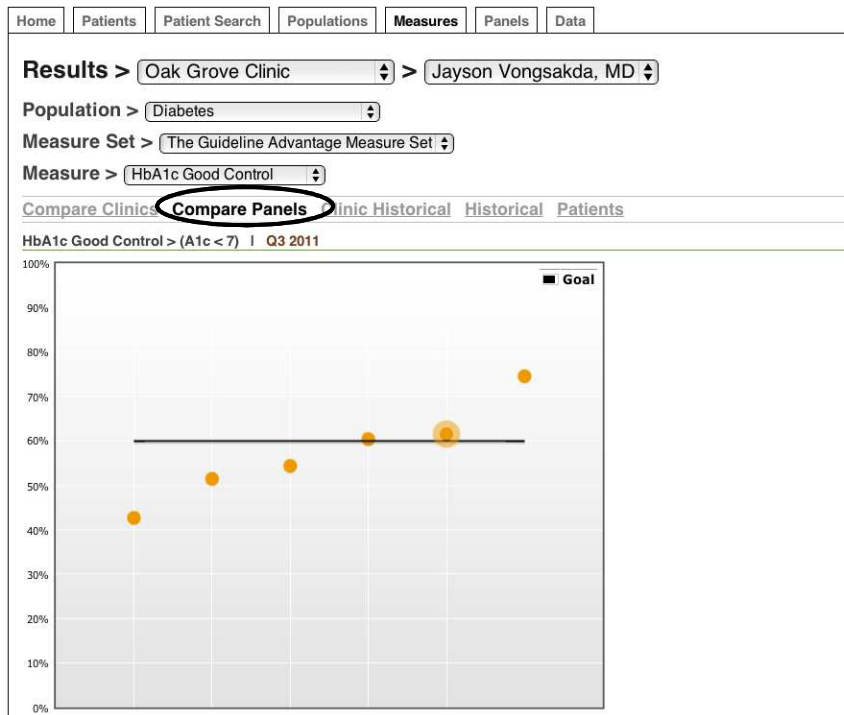 Home Patients Patient Search Populations Measures Panels Data
Results > Oak Grove Clinic > Jayson Vongsakda, MD
Population > Diabetes
Measure Set > The Guideline Advantage Measure Set
Measure > HbA1c Good Control
Compare Clinics Compare Panels Clinic Historical Historical Patients
HbA1c Good Control > (A1c < 7) | Q3 2011
100%
Goal
90%
80%
70%
60%
50%
40%
30%
20%
10%
0%